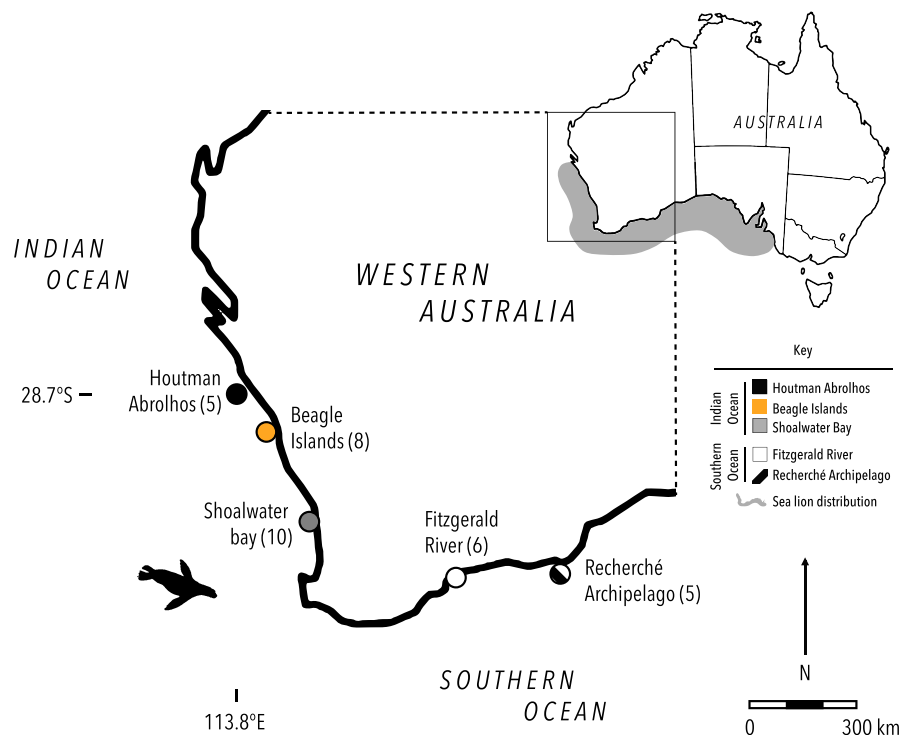 AUSTRALIA
INDIAN
OCEAN
WESTERN
AUSTRALIA
Houtman
Abrolhos (5)
28.7ºS
Beagle
Islands (8)
Shoalwater
bay (10)
Fitzgerald
River (6)
Recherché
Archipelago (5)
SOUTHERN
OCEAN
113.8ºE
Key
Indian
Ocean
Houtman Abrolhos
Beagle Islands
Shoalwater Bay
Southern
Ocean
Fitzgerald River
Recherché Archipelago
Sea lion distribution
N
0 300 km